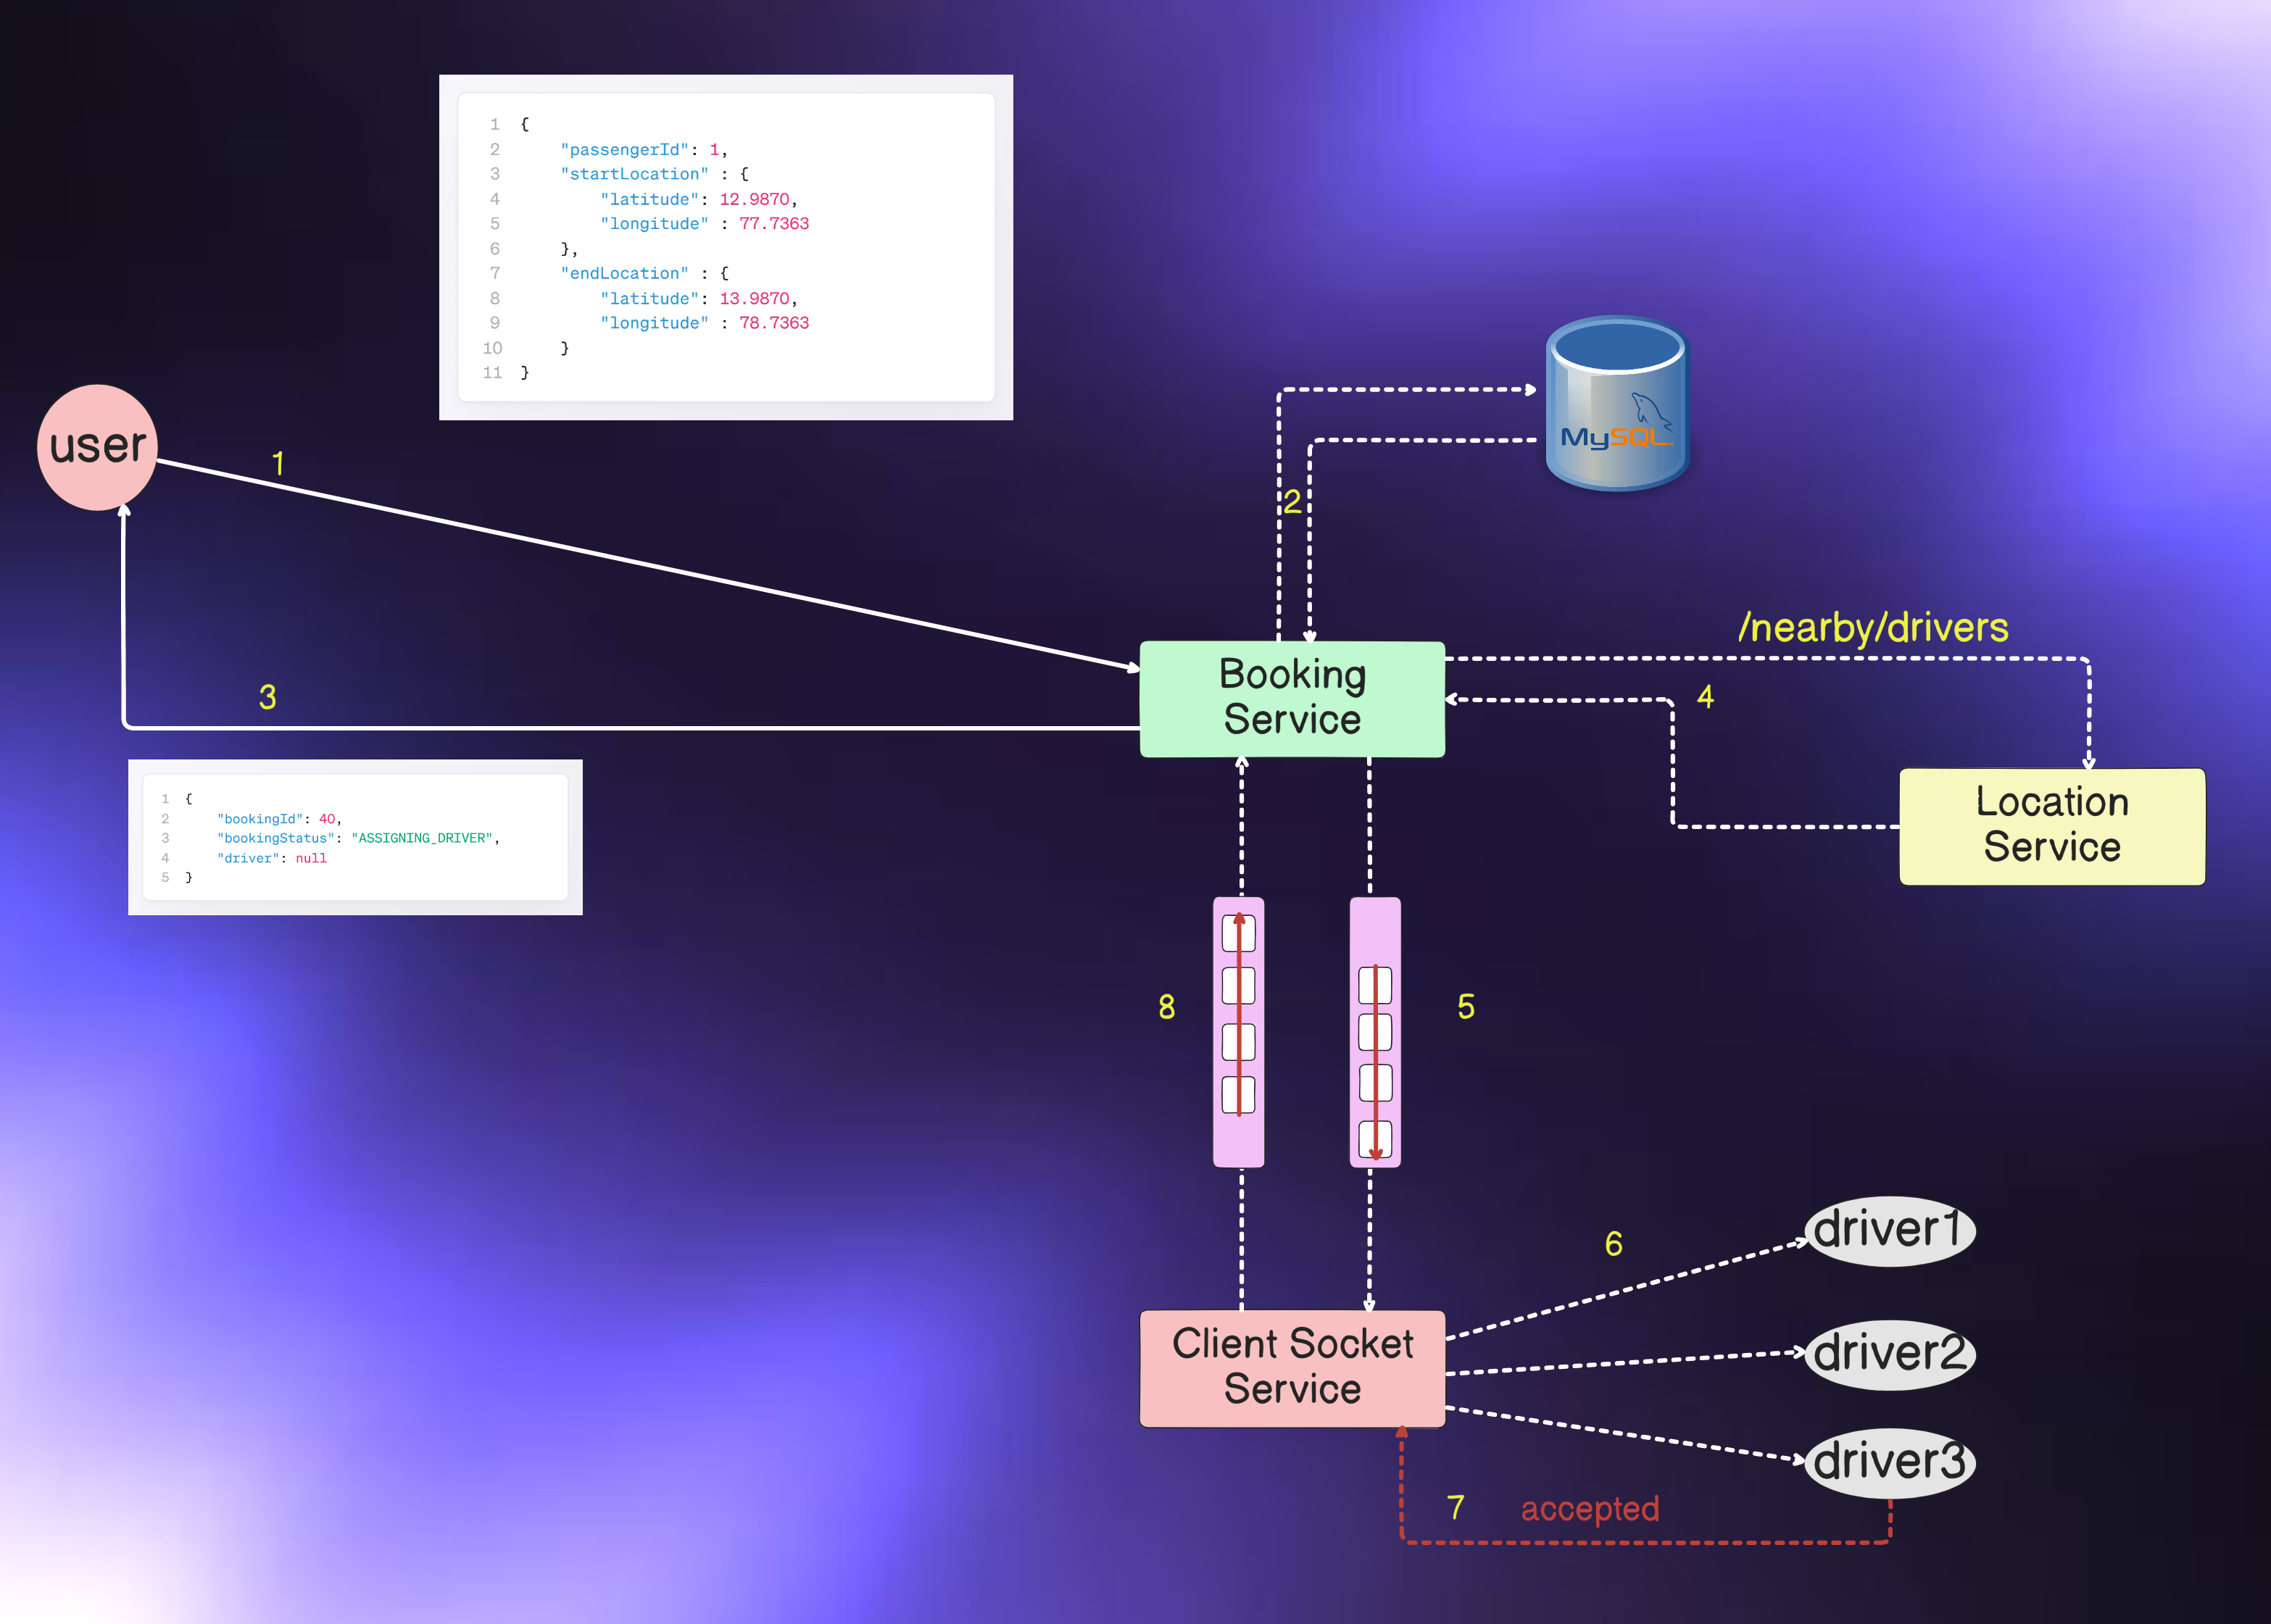 1 {
2 "passengerId": 1,
3 "startLocation" : {
4 "latitude": 12.9870,
5 "longitude" : 77.7363
6 },
7 "endLocation" : {
8 "latitude": 13.9870,
9 "longitude" : 78.7363
10 }
11 }
user
1
MySQL
2
/nearby/drivers
Booking
Service
3
4
1 {
2 "bookingId": 40,
3 "bookingStatus": "ASSIGNING_DRIVER",
4 "driver": null
5 }
Location
Service
8
5
6
driver1
Client Socket
Service
driver2
driver3
7
accepted